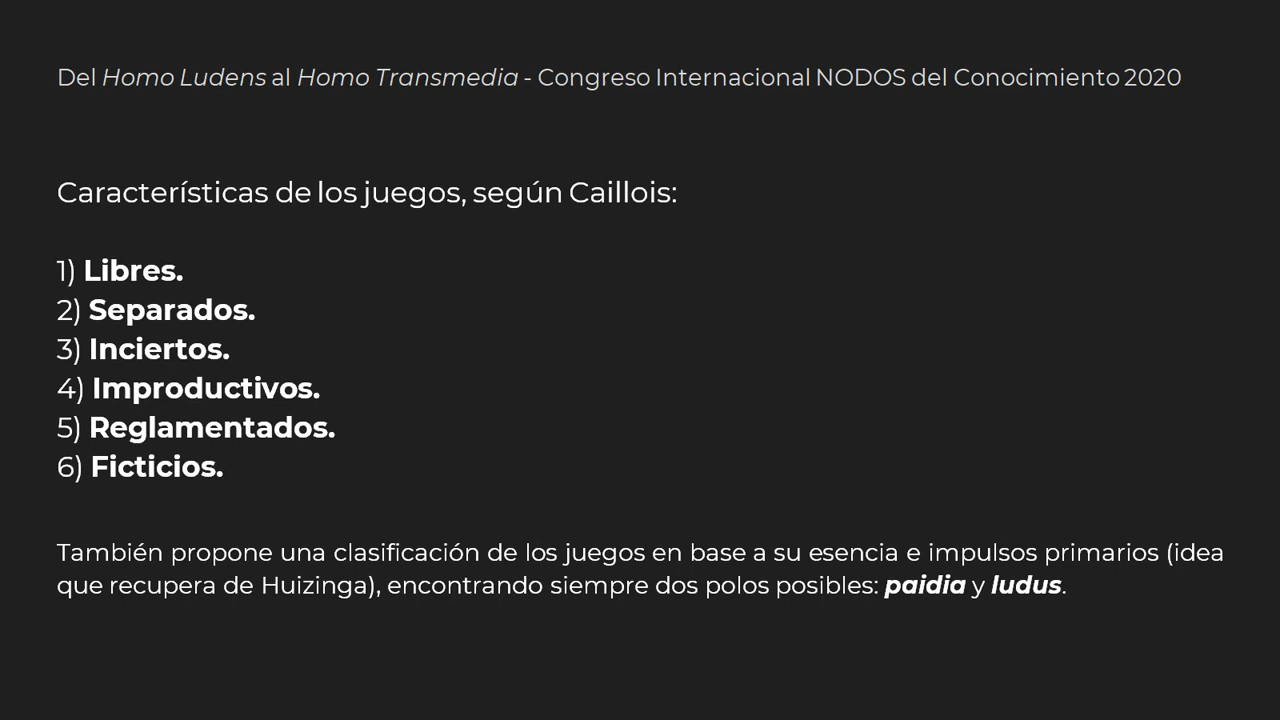 Del Homo Ludens al Homo Transmedia - Congreso Internacional NODOS del Conocimiento 2020
Características de los juegos, según Caillois:
1) Libres.
2) Separados.
3) Inciertos.
4) Improductivos.
5) Reglamentados.
6) Ficticios.
También propone una clasificación de los juegos en base a su esencia e impulsos primarios (idea
que recupera de Huizinga), encontrando siempre dos polos posibles: paidia y ludus.